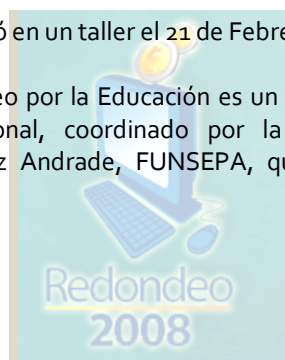 ó en un taller el 21 de Febre
eo por la Educación es un
onal, coordinado por la
z Andrade, FUNSEPA, qu
Redondeo
2008